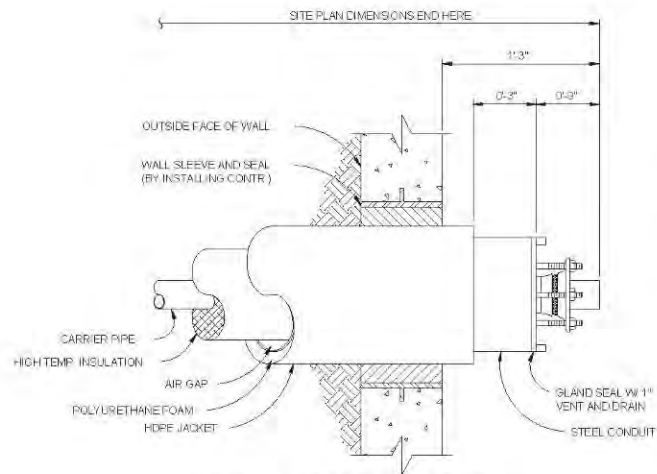 SITE PLAN DIMENSIONS END HERE
1'-3"
0'-3"
0'-9"
OUTSIDE FACE OF WALL
WALL SLEEVE AND SEAL
(BY INSTALLING CONTR.)
CARRIER PIPE
HIGH TEMP. INSULATION
AIR GAP
POLYURETHANE FOAM
HDPE JACKET
GLAND SEAL W/ 1"
VENT AND DRAIN
STEEL CONDUIT